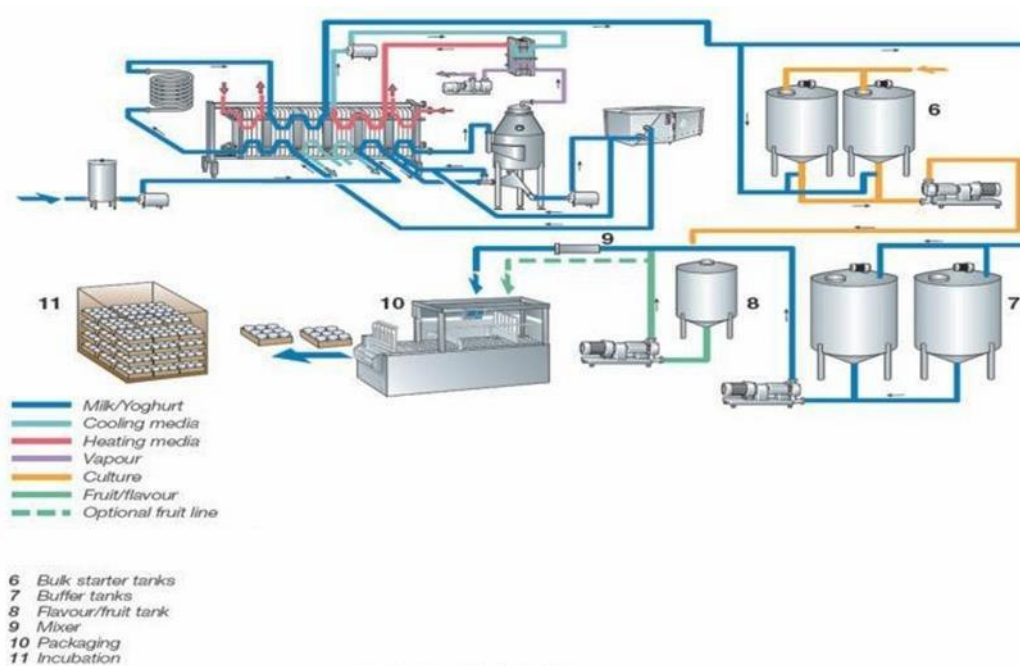 6
9
11
10
8
7
Milk/Yoghurt
Cooling media
Heating media
Vapour
Culture
Fruit/flavour
Optional fruit line
6 Bulk starter tanks
7 Buffer tanks
8 Flavour/fruit tank
9 Mixer
10 Packaging
11 Incubation